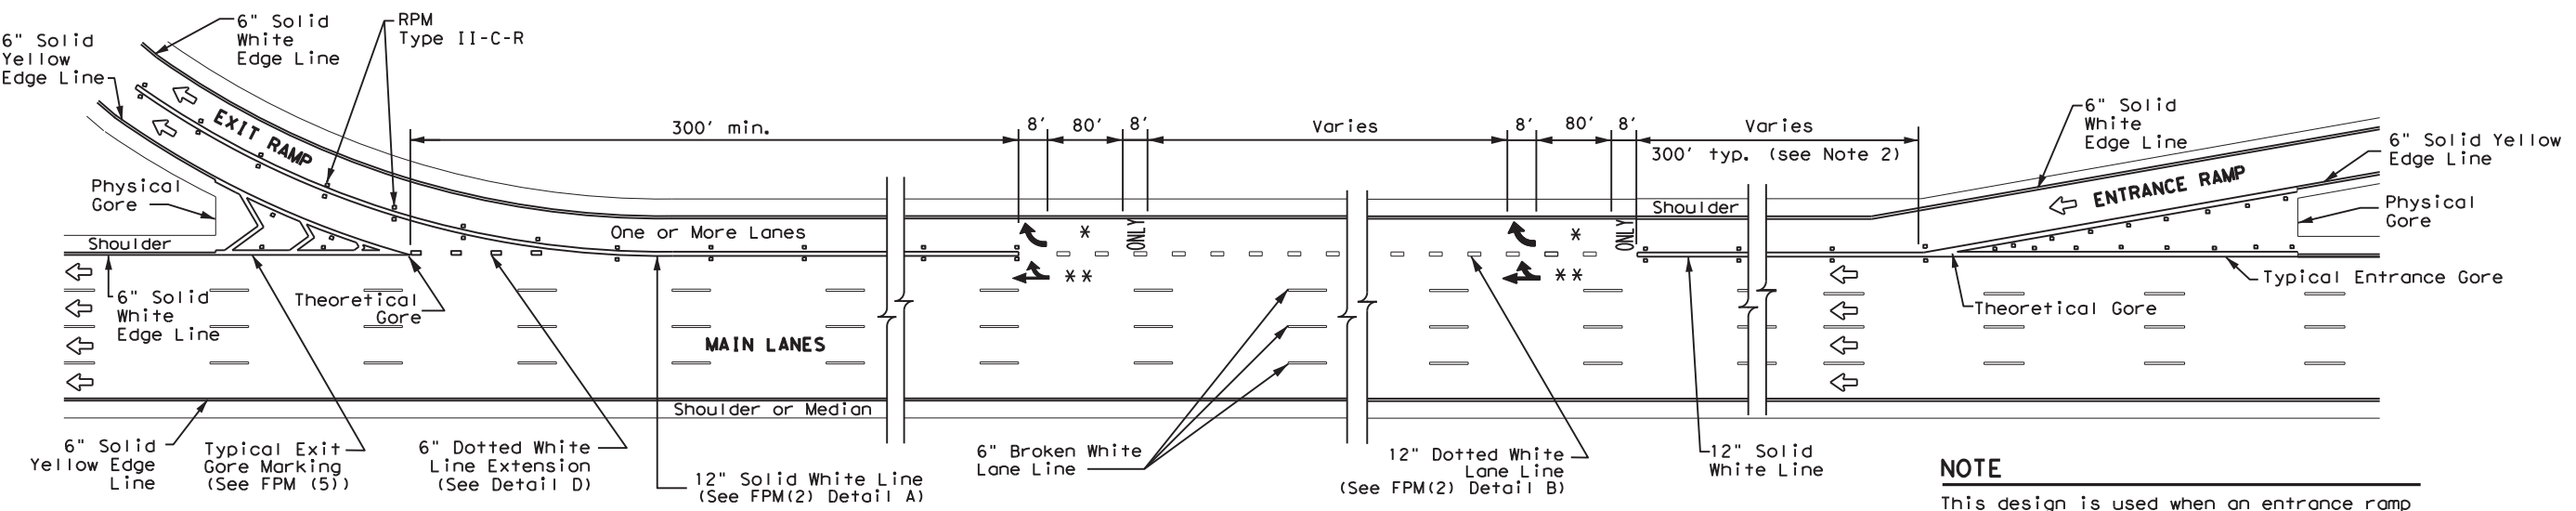 6" Solid
White
Edge Line
RPM
Type II-C-R
6" Solid
Yellow
Edge Line
EXIT RAMP
300' min.
8'
80'
8'
Varies
8'
80'
8'
Varies
300' typ. (see Note 2)
6" Solid
White
Edge Line
6" Solid Yellow
Edge Line
ENTRANCE RAMP
Physical
Gore
Physical
Gore
Shoulder
One or More Lanes
*
ONLY
*
ONLY
Shoulder
**
**
6" Solid
White
Edge Line
Theoretical
Gore
Typical Entrance Gore
Theoretical Gore
MAIN LANES
Shoulder or Median
6" Solid
Yellow Edge
Line
Typical Exit
Gore Marking
(See FPM (5))
6" Dotted White
Line Extension
(See Detail D)
12" Solid White Line
(See FPM(2) Detail A)
6" Broken White
Lane Line
12" Dotted White
Lane Line
(See FPM(2) Detail B)
12" Solid
White Line
NOTE
This design is used when an entrance ramp